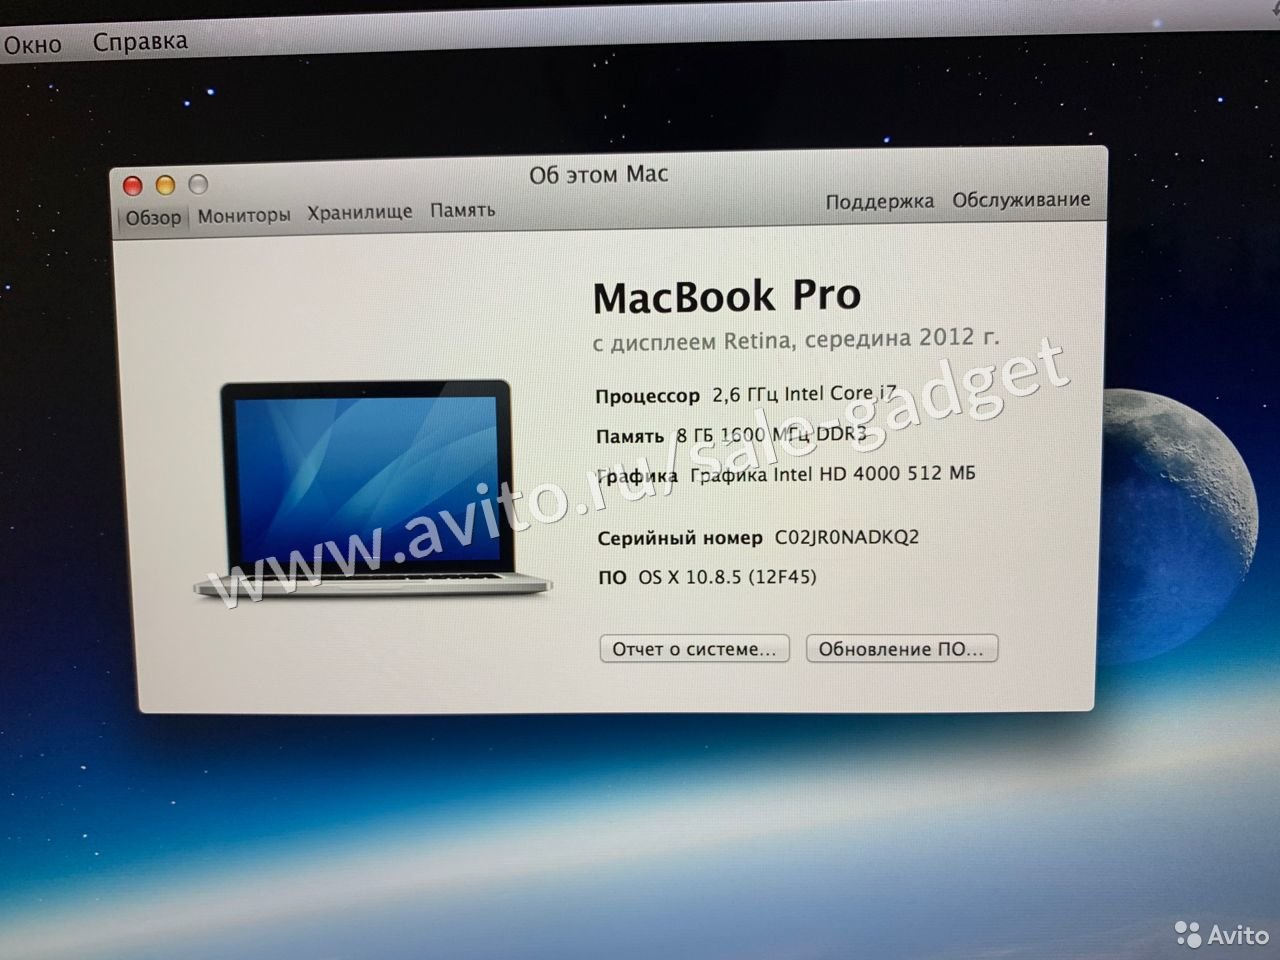 Окно Справка
Об этом Mac
Обзор Мониторы Хранилище Память Поддержка Обслуживание
MacBook Pro
с дисплеем Retina, середина 2012 г.
Процессор 2,6 ГГц Intel Core i7
Память 8 ГБ 1600 МГц DDR3
Графика Графика Intel HD 4000 512 МБ
Серийный номер C02JR0NADKQ2
ПО OS X 10.8.5 (12F45)
Отчет о системе... Обновление ПО...
www.avito.ru/sale-gadget
Avito